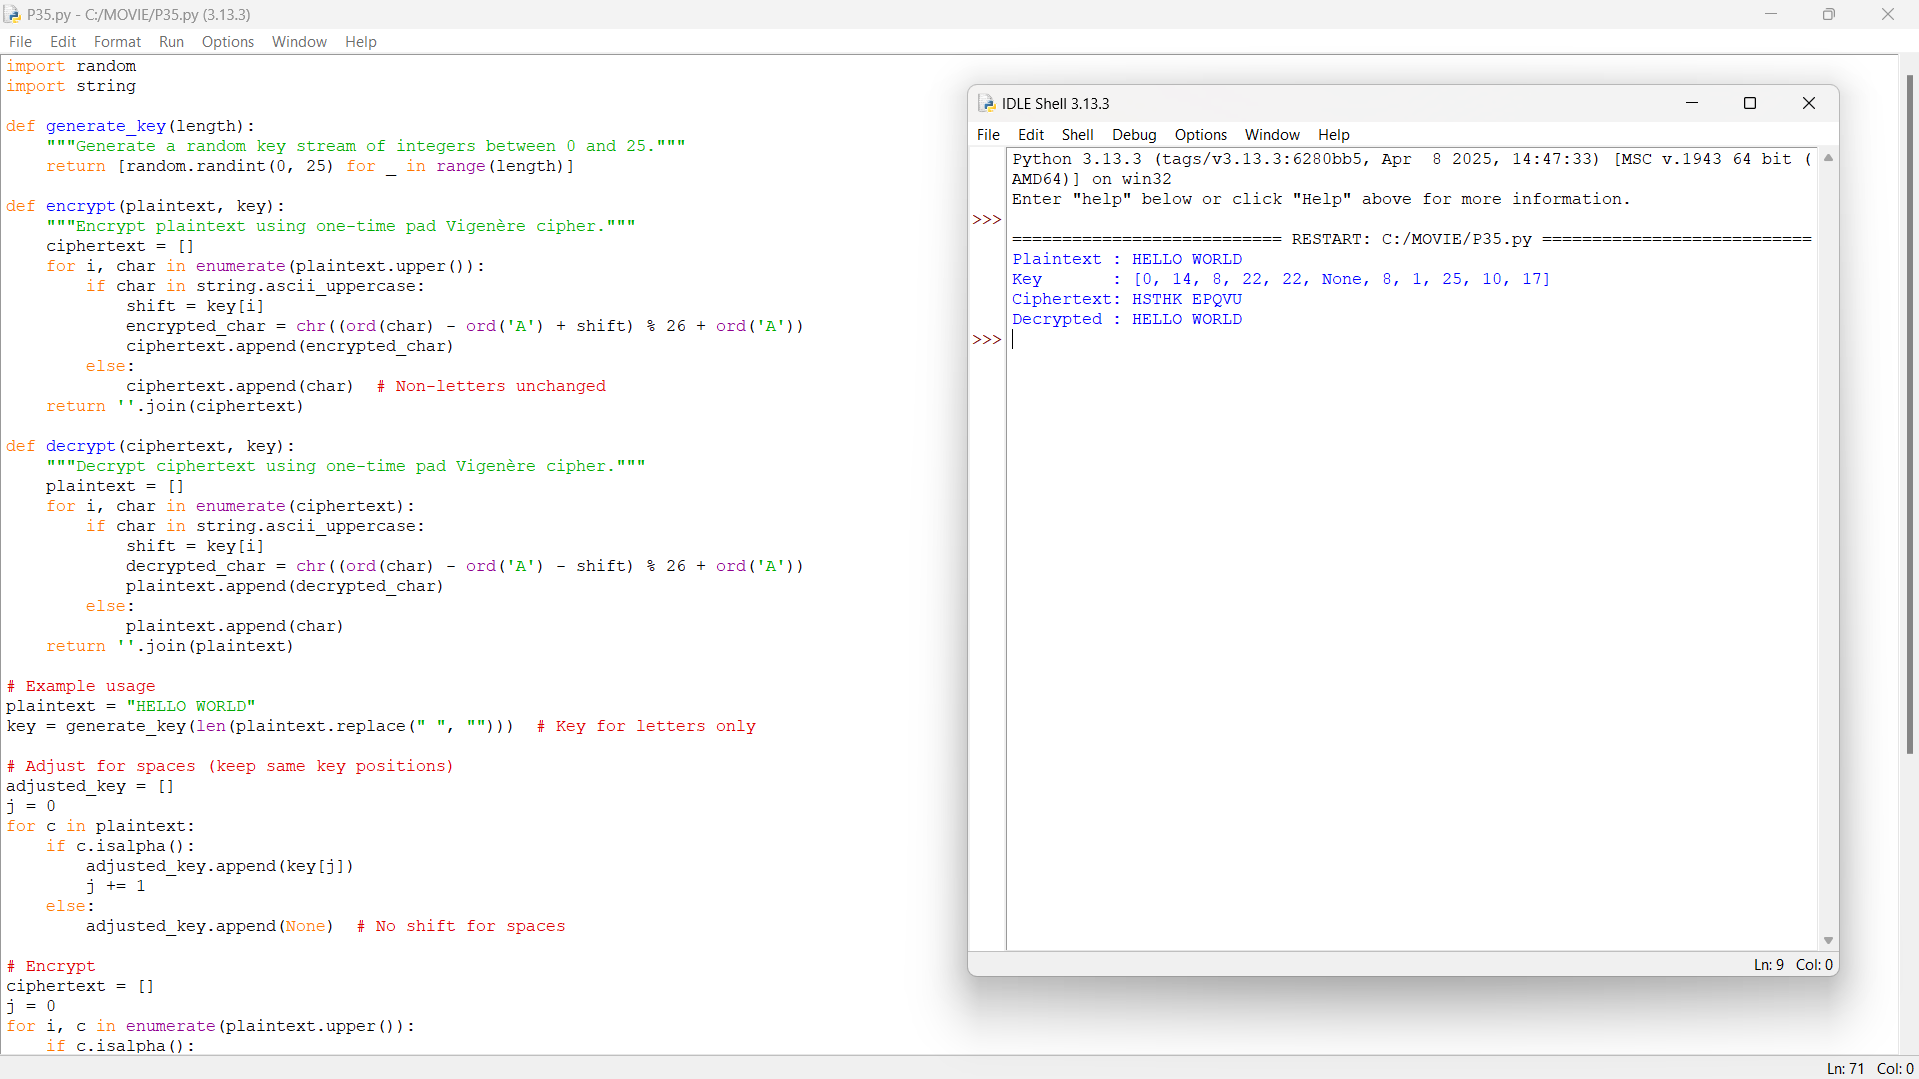 P35.py - C:/MOVIE/P35.py (3.13.3)
File Edit Format Run Options Window Help
import random
import string
def generate_key(length):
    """Generate a random key stream of integers between 0 and 25."""
    return [random.randint(0, 25) for _ in range(length)]
def encrypt(plaintext, key):
    """Encrypt plaintext using one-time pad Vigenère cipher."""
    ciphertext = []
    for i, char in enumerate(plaintext.upper()):
        if char in string.ascii_uppercase:
            shift = key[i]
            encrypted_char = chr((ord(char) - ord('A') + shift) % 26 + ord('A'))
            ciphertext.append(encrypted_char)
        else:
            ciphertext.append(char)  # Non-letters unchanged
    return ''.join(ciphertext)
def decrypt(ciphertext, key):
    """Decrypt ciphertext using one-time pad Vigenère cipher."""
    plaintext = []
    for i, char in enumerate(ciphertext):
        if char in string.ascii_uppercase:
            shift = key[i]
            decrypted_char = chr((ord(char) - ord('A') - shift) % 26 + ord('A'))
            plaintext.append(decrypted_char)
        else:
            plaintext.append(char)
    return ''.join(plaintext)
# Example usage
plaintext = "HELLO WORLD"
key = generate_key(len(plaintext.replace(" ", "")))  # Key for letters only
# Adjust for spaces (keep same key positions)
adjusted_key = []
j = 0
for c in plaintext:
    if c.isalpha():
        adjusted_key.append(key[j])
        j += 1
    else:
        adjusted_key.append(None)  # No shift for spaces
# Encrypt
ciphertext = []
j = 0
for i, c in enumerate(plaintext.upper()):
    if c.isalpha():
Ln: 71 Col: 0
IDLE Shell 3.13.3
File Edit Shell Debug Options Window Help
Python 3.13.3 (tags/v3.13.3:6280bb5, Apr  8 2025, 14:47:33) [MSC v.1943 64 bit (
AMD64)] on win32
Enter "help" below or click "Help" above for more information.
>>>
=========================== RESTART: C:/MOVIE/P35.py ===========================
Plaintext : HELLO WORLD
Key       : [0, 14, 8, 22, 22, None, 8, 1, 25, 10, 17]
Ciphertext: HSTHK EPQVU
Decrypted : HELLO WORLD
>>>
Ln: 9 Col: 0